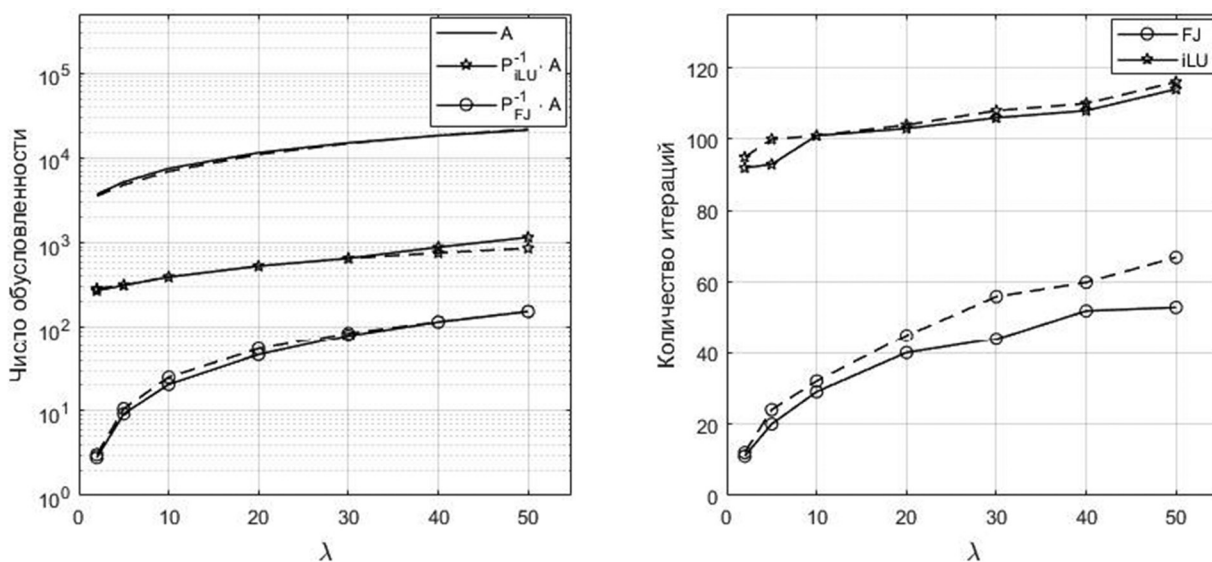 Число обусловленности
10^5
10^4
10^3
10^2
10^1
10^0
0
10
20
30
40
50
λ
A
P_iLU^-1 · A
P_FJ^-1 · A
Количество итераций
120
100
80
60
40
20
0
0
10
20
30
40
50
λ
FJ
iLU